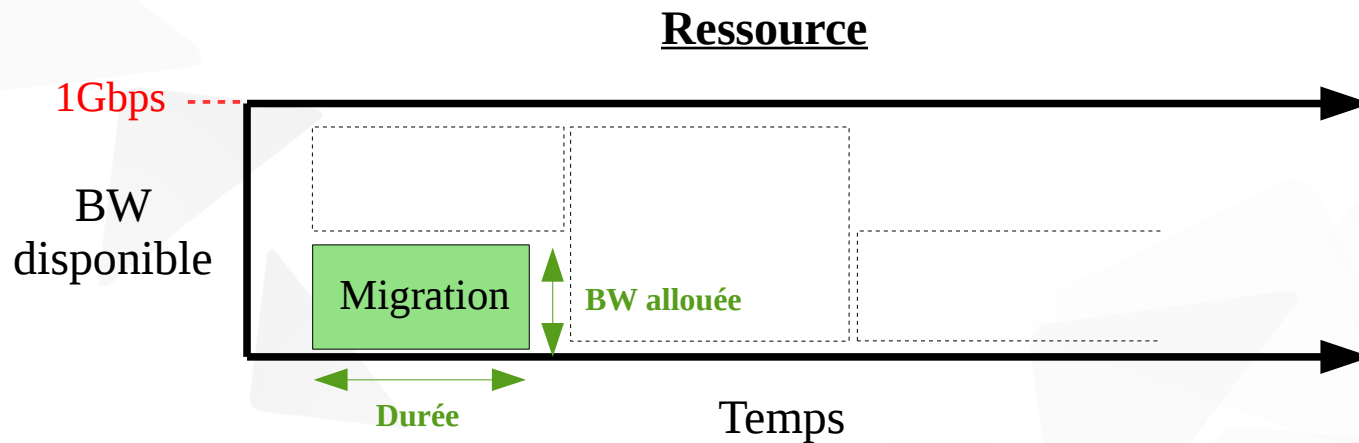 Ressource
1Gbps
BW
disponible
Migration
BW allouée
Durée
Temps